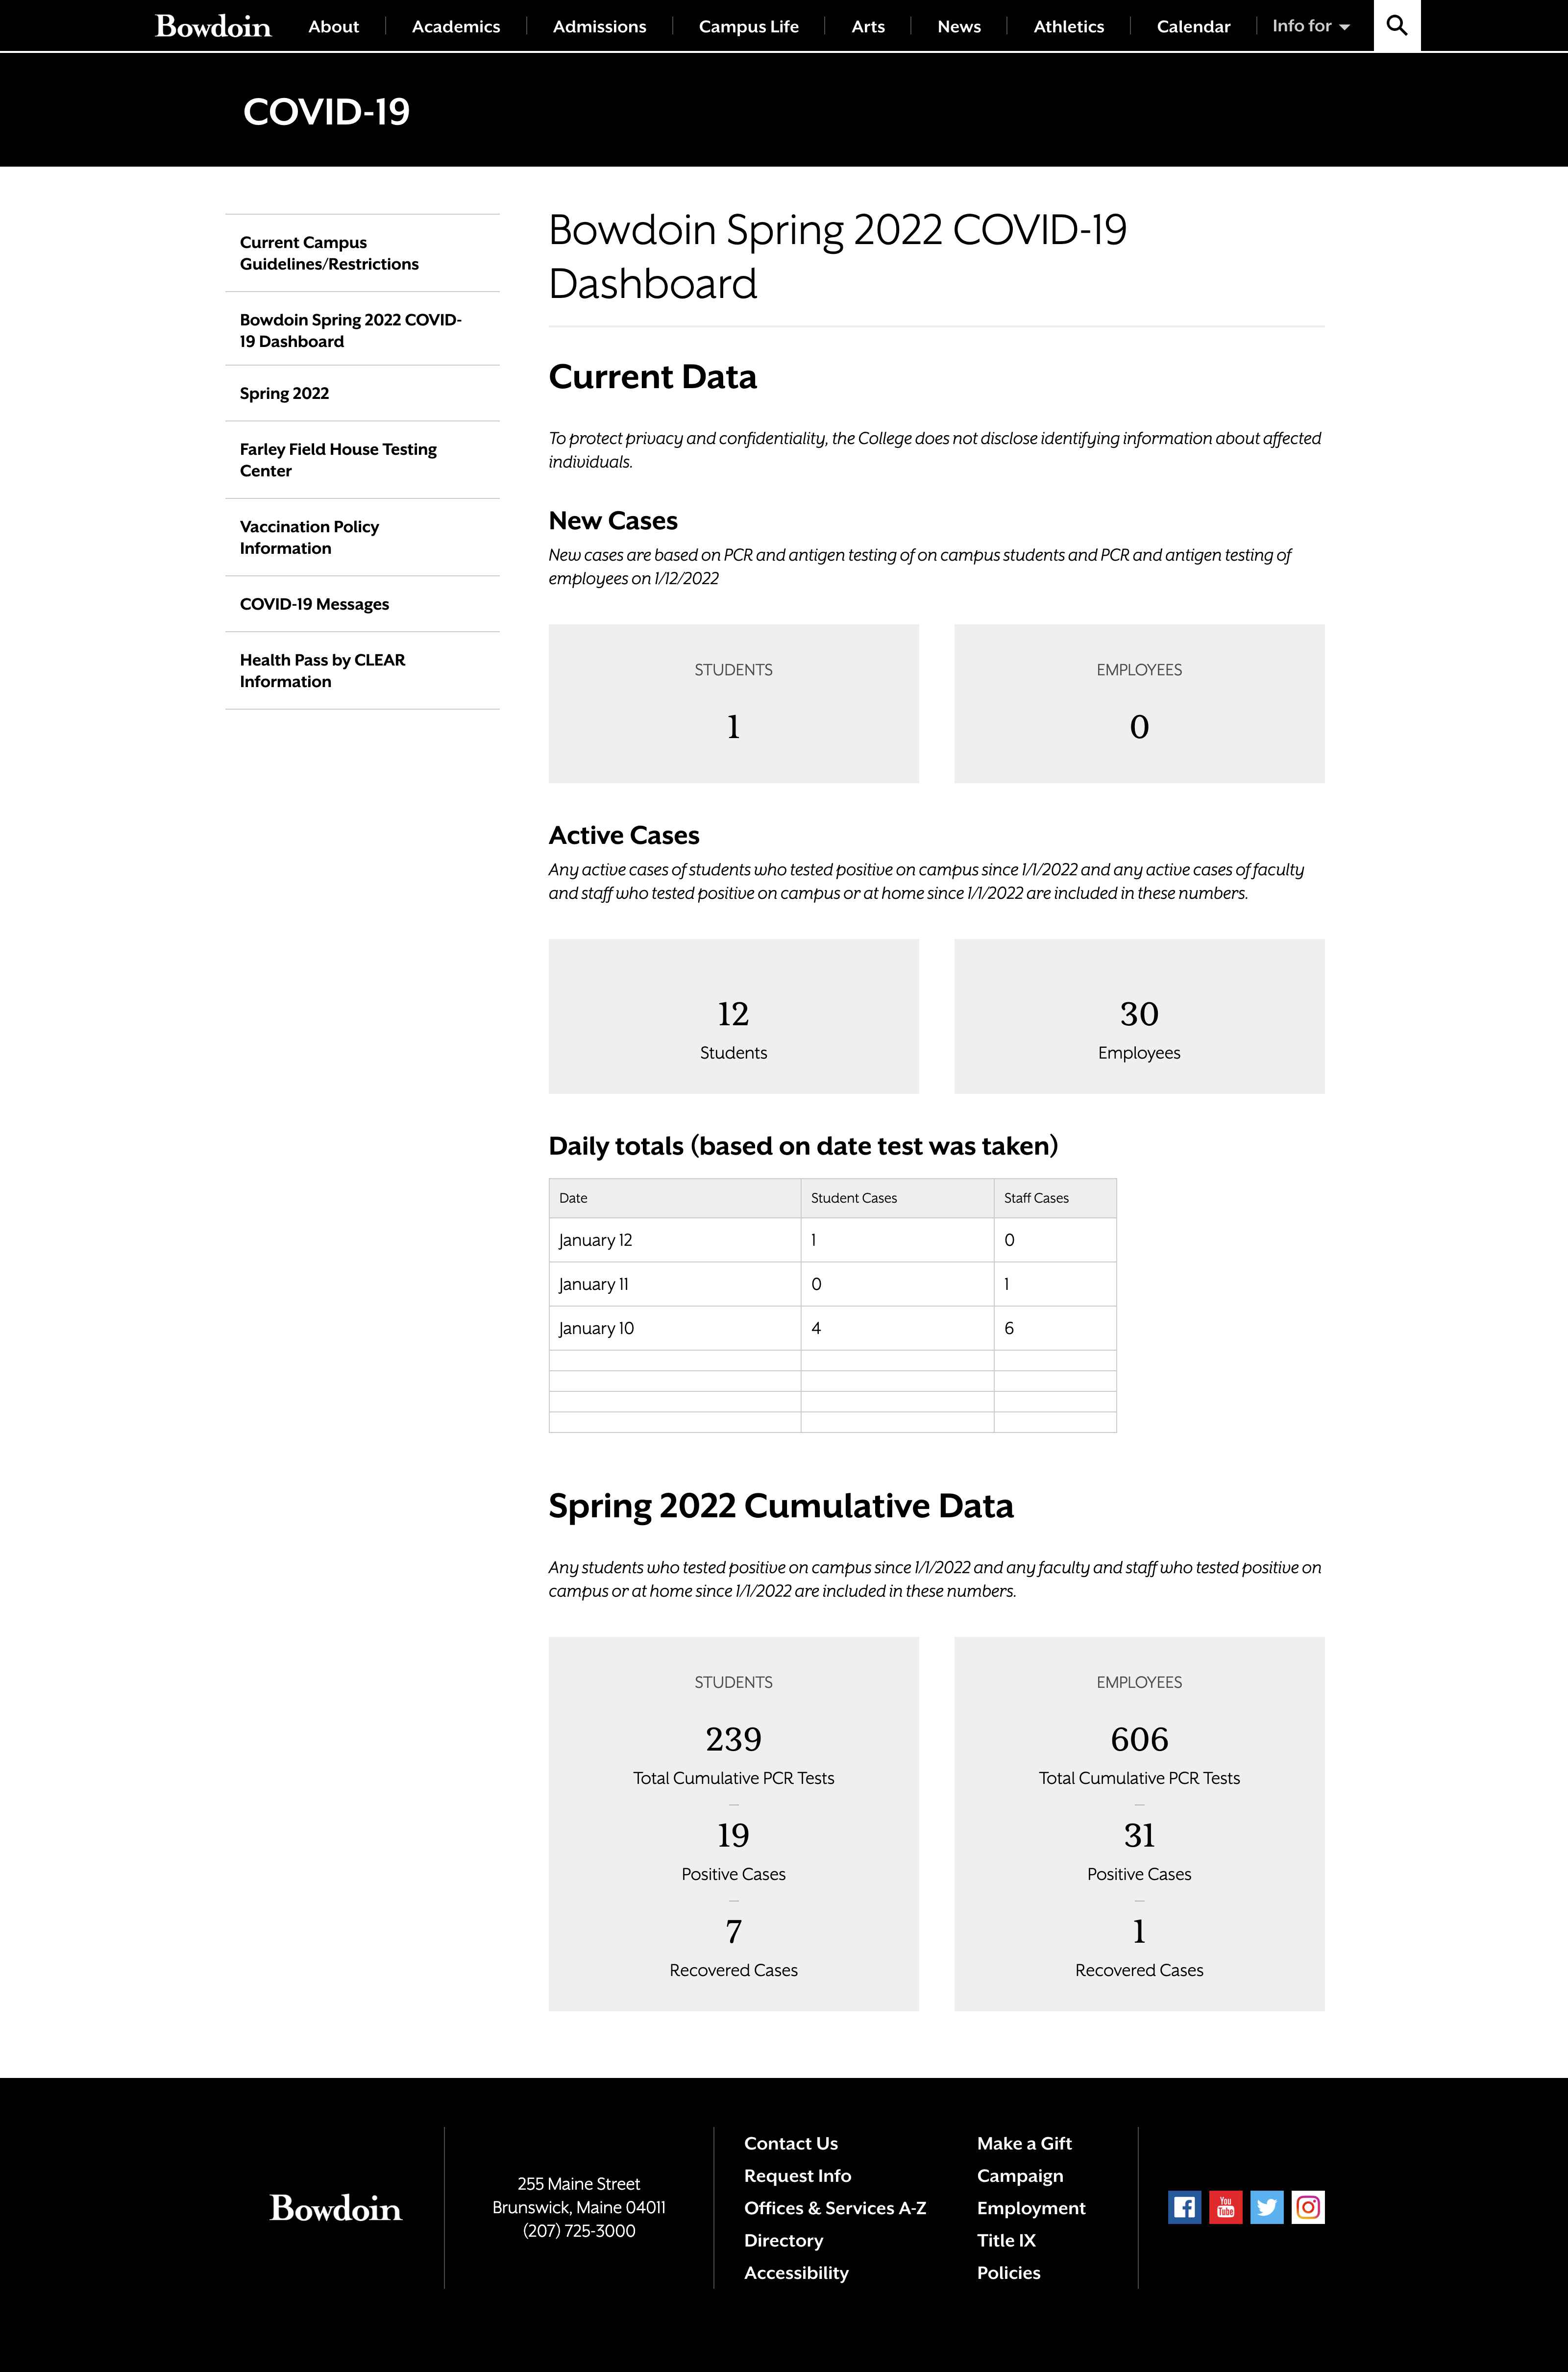 Bowdoin About Academics Admissions Campus Life Arts News Athletics Calendar Info for
COVID-19
Current Campus
Guidelines/Restrictions
Bowdoin Spring 2022 COVID-
19 Dashboard
Spring 2022
Farley Field House Testing
Center
Vaccination Policy
Information
COVID-19 Messages
Health Pass by CLEAR
Information
Bowdoin Spring 2022 COVID-19
Dashboard
Current Data
To protect privacy and confidentiality, the College does not disclose identifying information about affected
individuals.
New Cases
New cases are based on PCR and antigen testing of on campus students and PCR and antigen testing of
employees on 1/12/2022
STUDENTS
1
EMPLOYEES
0
Active Cases
Any active cases of students who tested positive on campus since 1/1/2022 and any active cases of faculty
and staff who tested positive on campus or at home since 1/1/2022 are included in these numbers.
12
Students
30
Employees
Daily totals (based on date test was taken)
Date Student Cases Staff Cases
January 12 1 0
January 11 0 1
January 10 4 6
Spring 2022 Cumulative Data
Any students who tested positive on campus since 1/1/2022 and any faculty and staff who tested positive on
campus or at home since 1/1/2022 are included in these numbers.
STUDENTS
239
Total Cumulative PCR Tests
19
Positive Cases
7
Recovered Cases
EMPLOYEES
606
Total Cumulative PCR Tests
31
Positive Cases
1
Recovered Cases
Bowdoin
255 Maine Street
Brunswick, Maine 04011
(207) 725-3000
Contact Us
Request Info
Offices & Services A-Z
Directory
Accessibility
Make a Gift
Campaign
Employment
Title IX
Policies
You
Tube